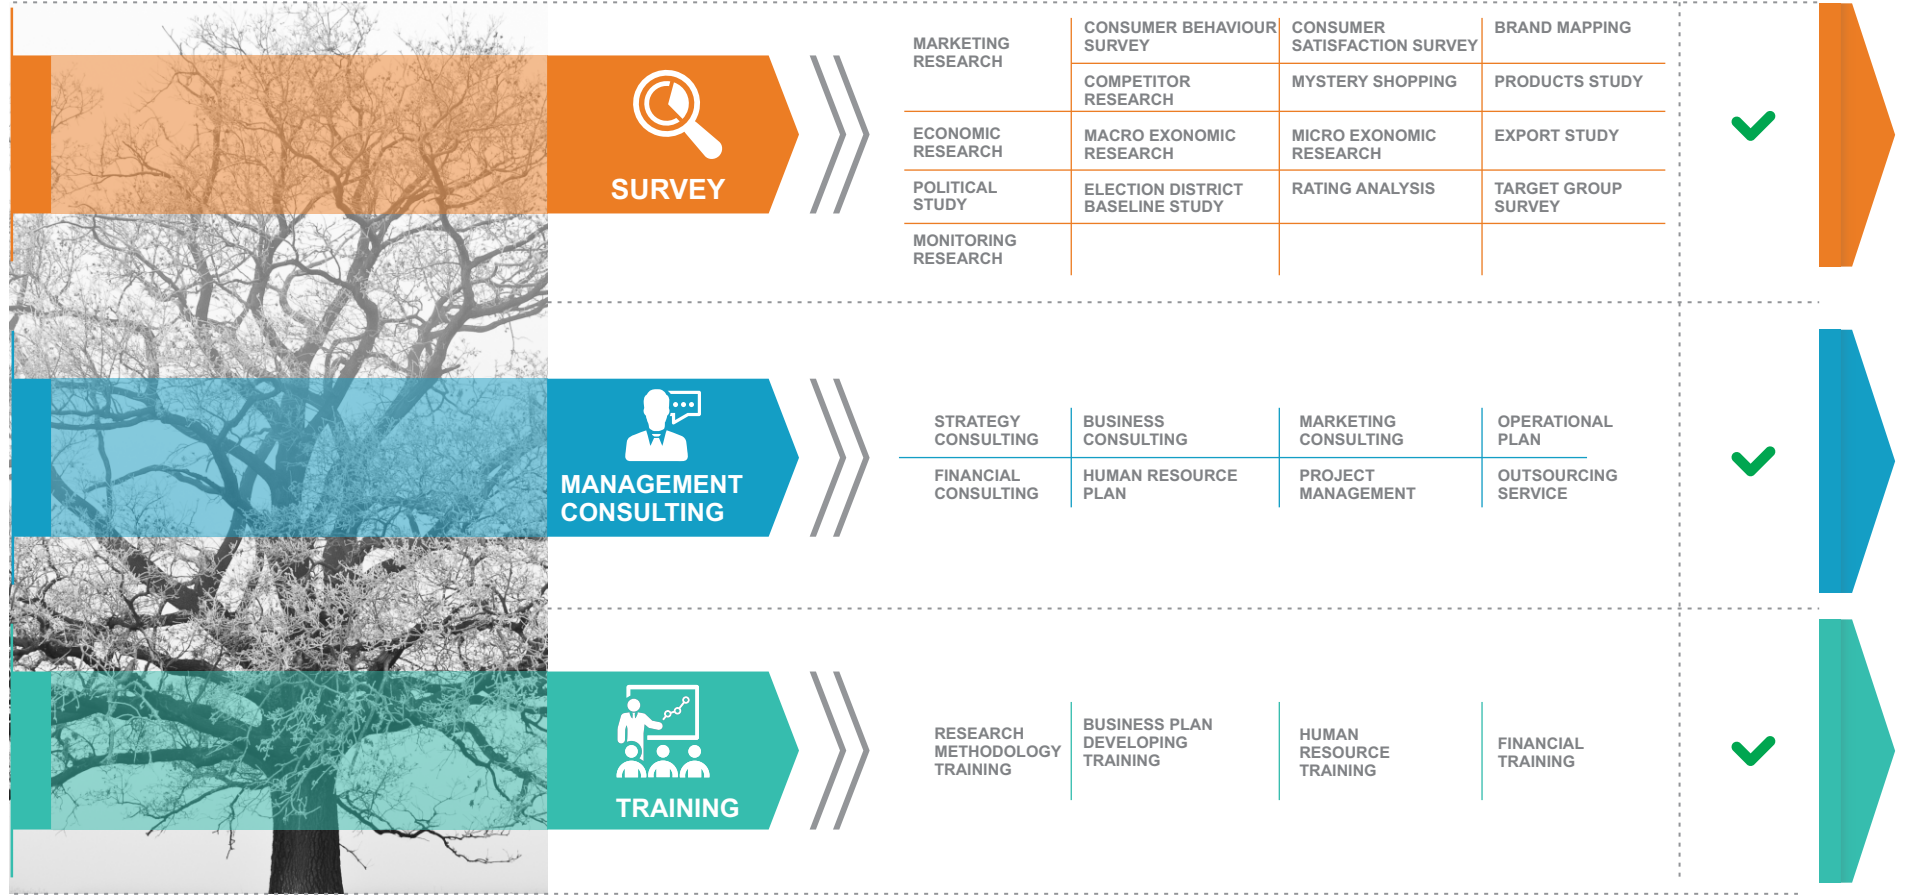 SURVEY
MARKETING
RESEARCH
CONSUMER BEHAVIOUR
SURVEY
CONSUMER
SATISFACTION SURVEY
BRAND MAPPING
COMPETITOR
RESEARCH
MYSTERY SHOPPING
PRODUCTS STUDY
ECONOMIC
RESEARCH
MACRO EXONOMIC
RESEARCH
MICRO EXONOMIC
RESEARCH
EXPORT STUDY
POLITICAL
STUDY
ELECTION DISTRICT
BASELINE STUDY
RATING ANALYSIS
TARGET GROUP
SURVEY
MONITORING
RESEARCH
MANAGEMENT
CONSULTING
STRATEGY
CONSULTING
BUSINESS
CONSULTING
MARKETING
CONSULTING
OPERATIONAL
PLAN
FINANCIAL
CONSULTING
HUMAN RESOURCE
PLAN
PROJECT
MANAGEMENT
OUTSOURCING
SERVICE
TRAINING
RESEARCH
METHODOLOGY
TRAINING
BUSINESS PLAN
DEVELOPING
TRAINING
HUMAN
RESOURCE
TRAINING
FINANCIAL
TRAINING